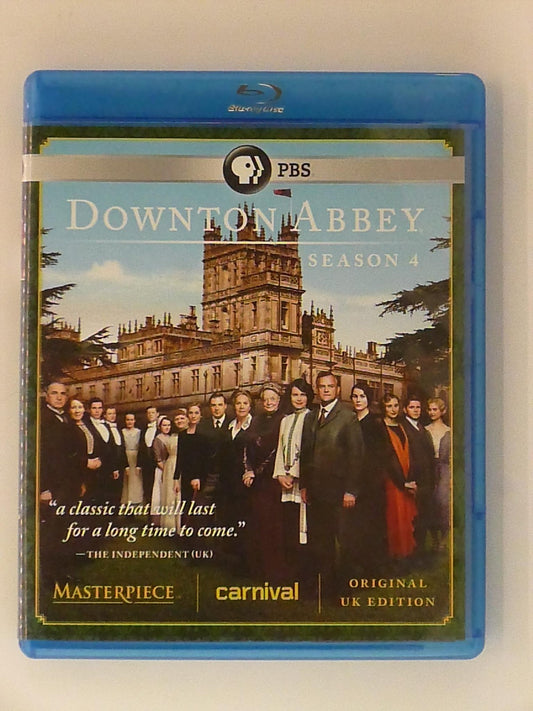 Blu-ray Disc
PBS
DOWNTON ABBEY
SEASON 4
"a classic that will last
for a long time to come."
—THE INDEPENDENT (UK)
MASTERPIECE
carnival
ORIGINAL
UK EDITION